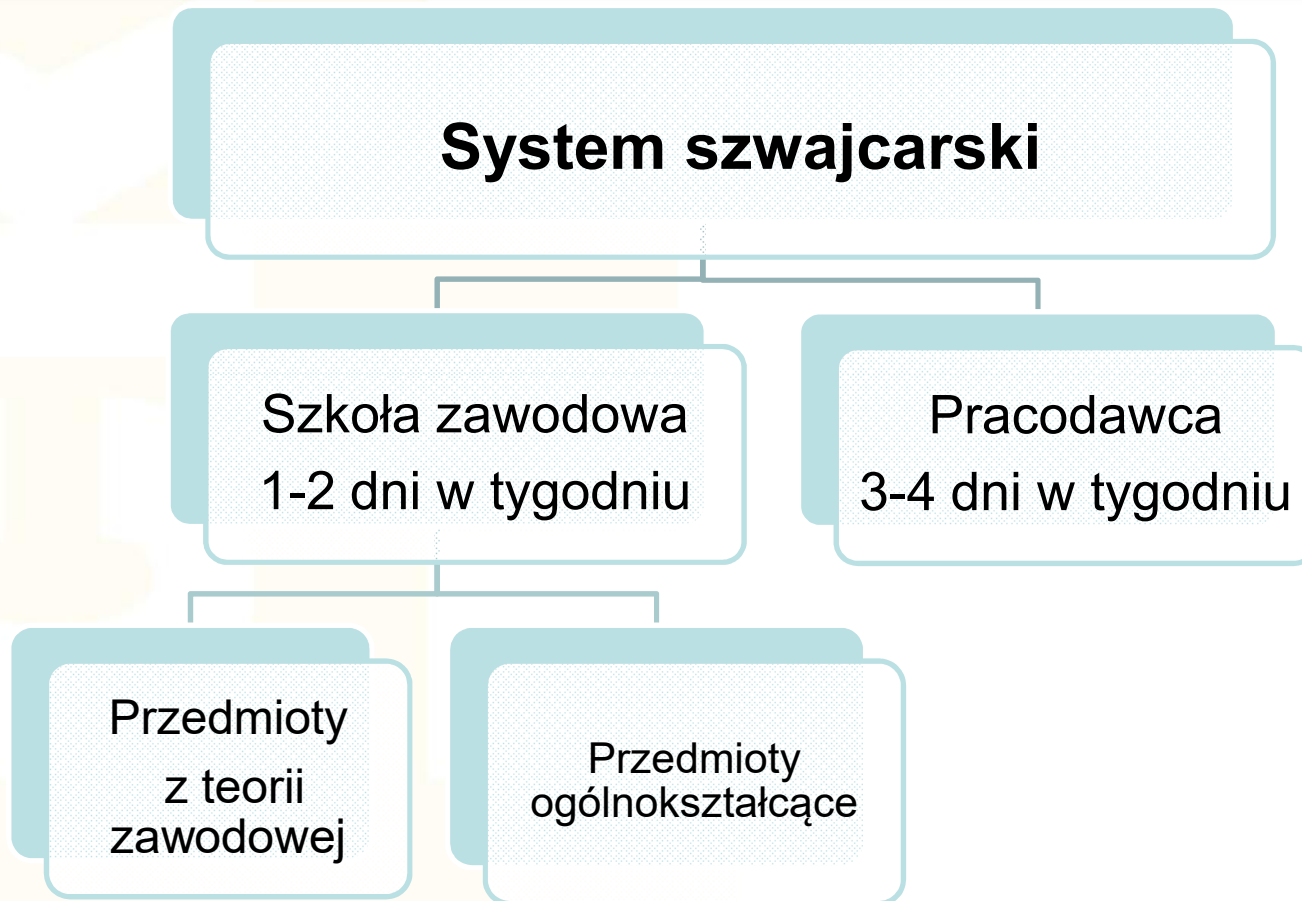 System szwajcarski
Szkoła zawodowa
1-2 dni w tygodniu
Pracodawca
3-4 dni w tygodniu
Przedmioty
z teorii
zawodowej
Przedmioty
ogólnokształcące